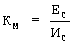 Км = Ес / Ис